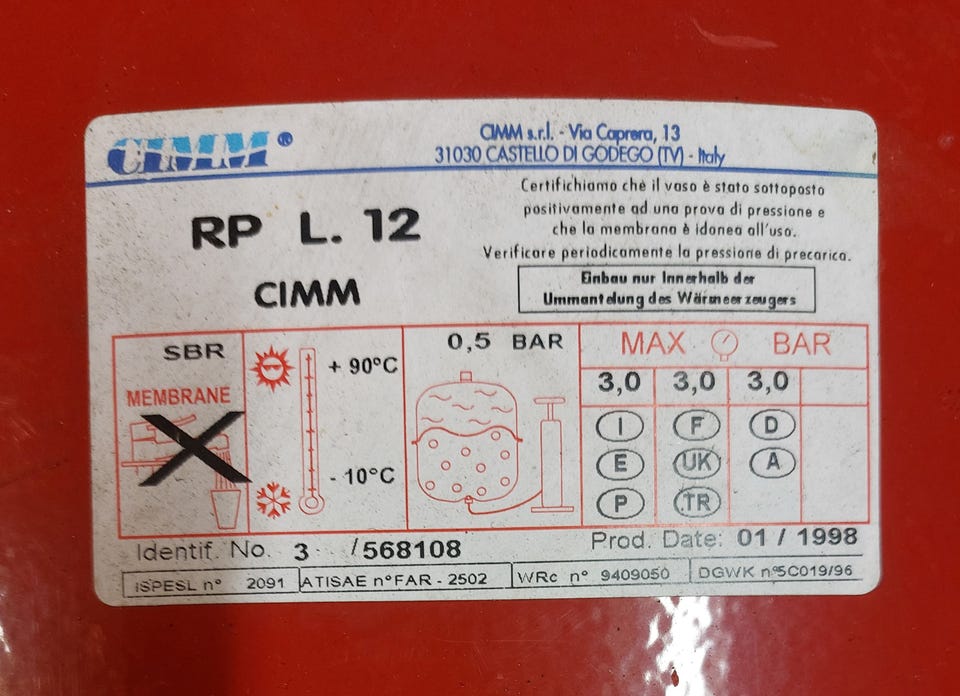 CIMM®
CIMM s.r.l. - Via Caprera, 13
31030 CASTELLO DI GODEGO (TV) - Italy
RP L. 12
CIMM
Certifichiamo che il vaso è stato sottoposto
positivamente ad una prova di pressione e
che la membrana è idonea all'uso.
Verificare periodicamente la pressione di precarica.
Einbau nur Innerhalb der
Ummantelung des Wärmeerzeugers
SBR
MEMBRANE
+ 90°C
- 10°C
0,5 BAR
MAX BAR
3,0 3,0 3,0
I F D
E UK A
P TR
Identif. No. 3 /568108
Prod. Date: 01 / 1998
ISPESL n° 2091 ATISAE n°FAR - 2502 WRc n° 9409050 DGWK n°5C019/96